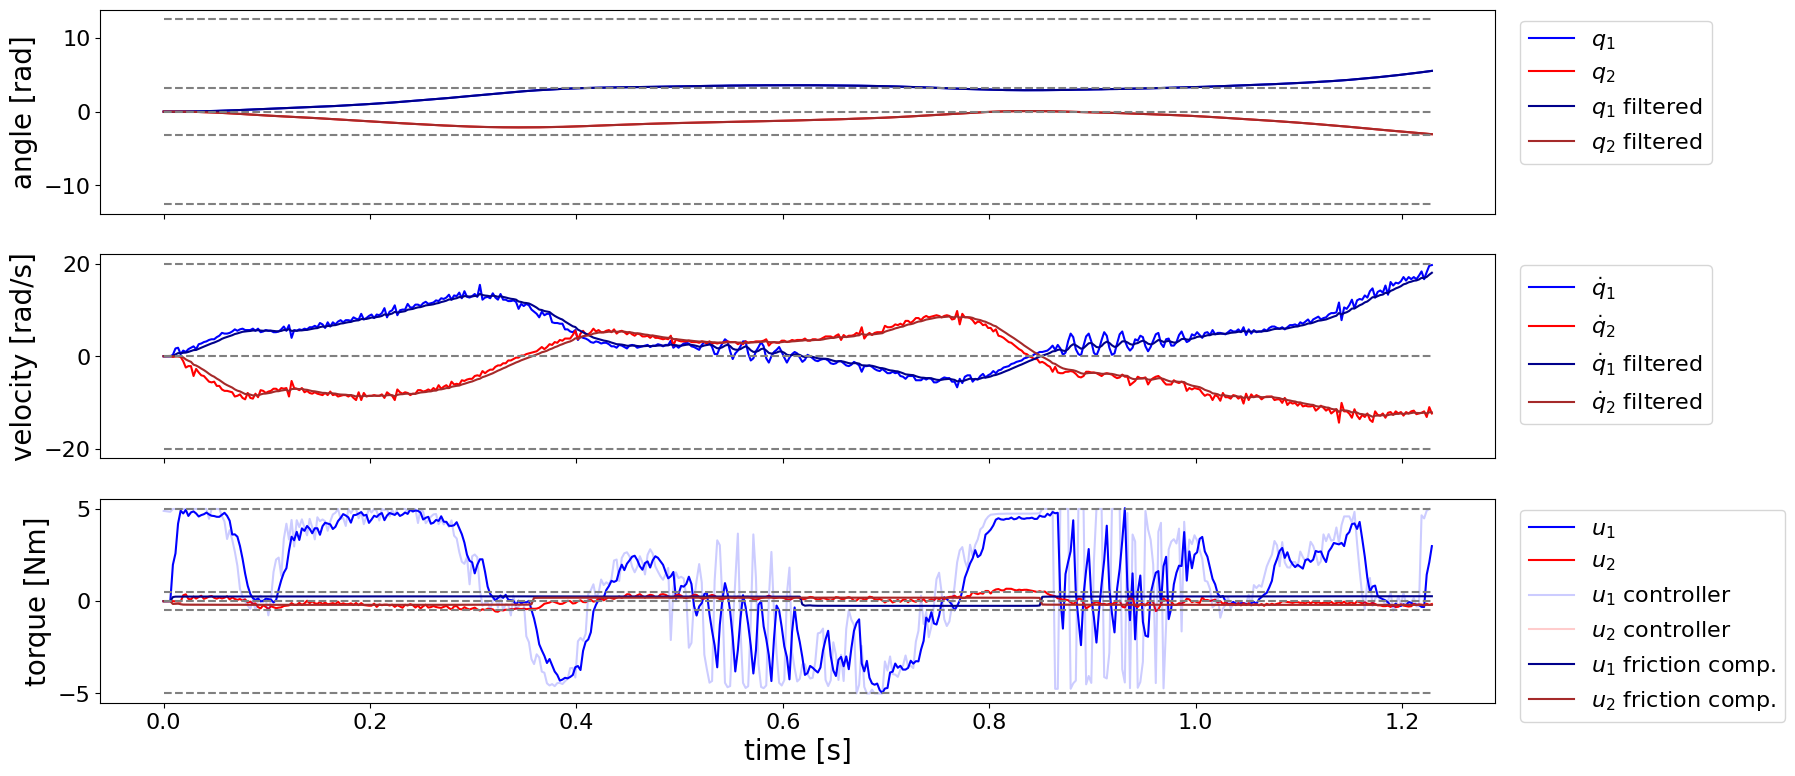 angle [rad]
10
0
−10
q₁
q₂
q₁ filtered
q₂ filtered
velocity [rad/s]
20
0
−20
q̇₁
q̇₂
q̇₁ filtered
q̇₂ filtered
torque [Nm]
5
0
−5
0.0 0.2 0.4 0.6 0.8 1.0 1.2
time [s]
u₁
u₂
u₁ controller
u₂ controller
u₁ friction comp.
u₂ friction comp.